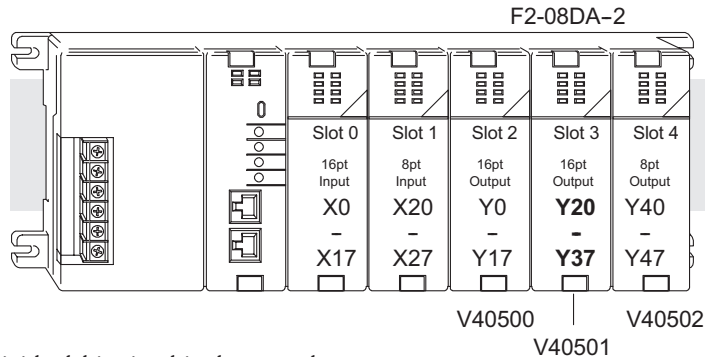 F2-08DA-2
Slot 0 Slot 1 Slot 2 Slot 3 Slot 4
16pt 8pt 16pt 16pt 8pt
Input Input Output Output Output
X0 X20 Y0 Y20 Y40
– – – - –
X17 X27 Y17 Y37 Y47
V40500 V40502
V40501